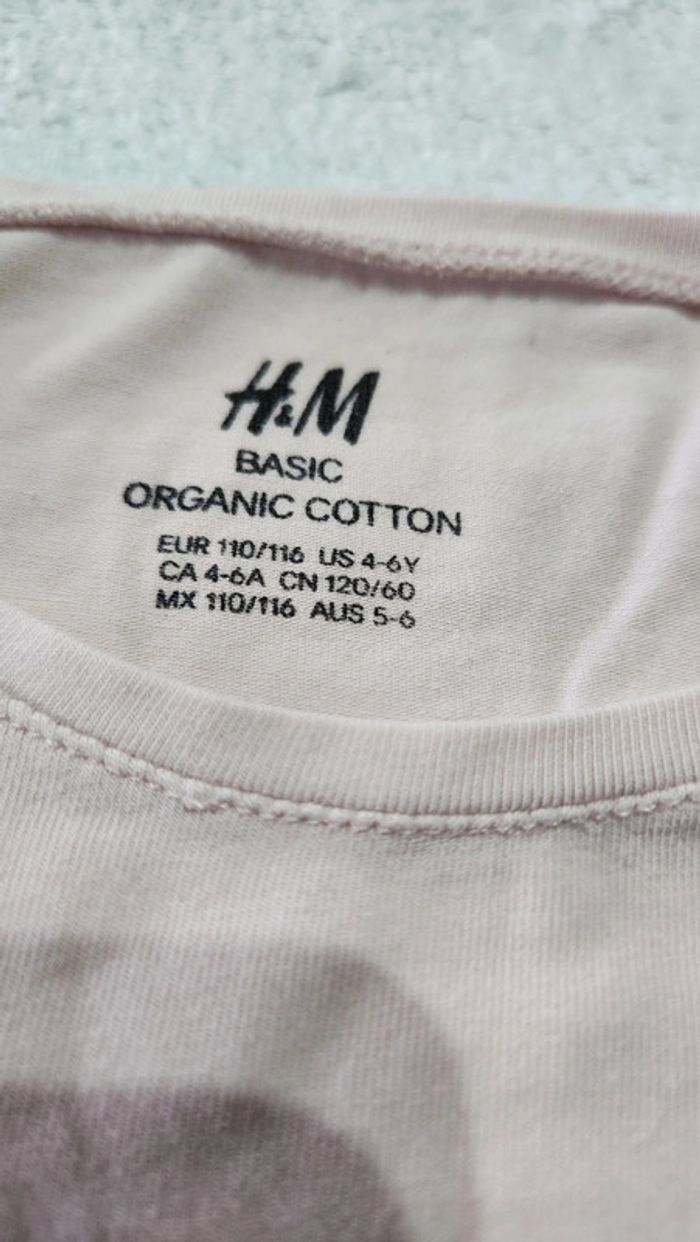 H&M
BASIC
ORGANIC COTTON
EUR 110/116 US 4-6Y
CA 4-6A CN 120/60
MX 110/116 AUS 5-6